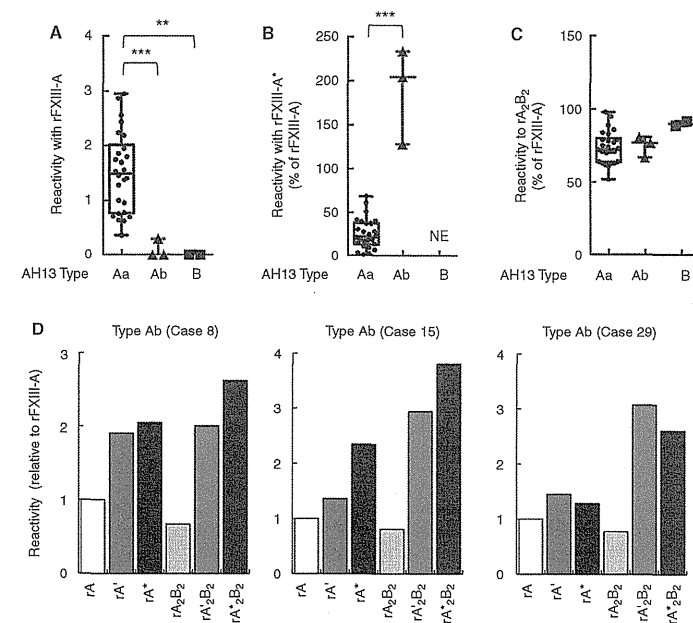 A
**
***
4
3
2
1
0
Reactivity with rFXIII-A
AH13 Type Aa Ab B
B
***
250
200
150
100
50
0
Reactivity with rFXIII-A*
(% of rFXIII-A)
NE
AH13 Type Aa Ab B
C
150
100
50
0
Reactivity to rA2B2
(% of rFXIII-A)
AH13 Type Aa Ab B
D
Type Ab (Case 8)
3
2
1
0
Reactivity (relative to rFXIII-A)
rA rA' rA* rA2B2 rA'2B2 rA*2B2
Type Ab (Case 15)
4
3
2
1
0
rA rA' rA* rA2B2 rA'2B2 rA*2B2
Type Ab (Case 29)
4
3
2
1
0
rA rA' rA* rA2B2 rA'2B2 rA*2B2